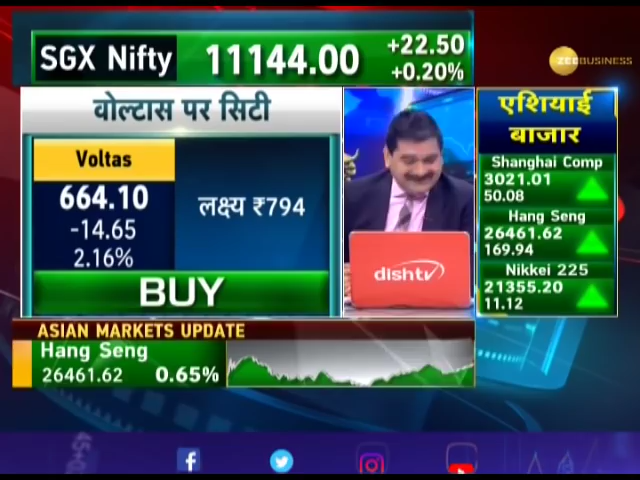 SGX Nifty 11144.00 +22.50
+0.20%
ZEEBUSINESS
वोल्टास पर सिटी
Voltas
664.10
-14.65
2.16%
लक्ष्य ₹794
BUY
dishtv
एशियाई
बाजार
Shanghai Comp
3021.01
50.08
Hang Seng
26461.62
169.94
Nikkei 225
21355.20
11.12
ASIAN MARKETS UPDATE
Hang Seng
26461.62 0.65%